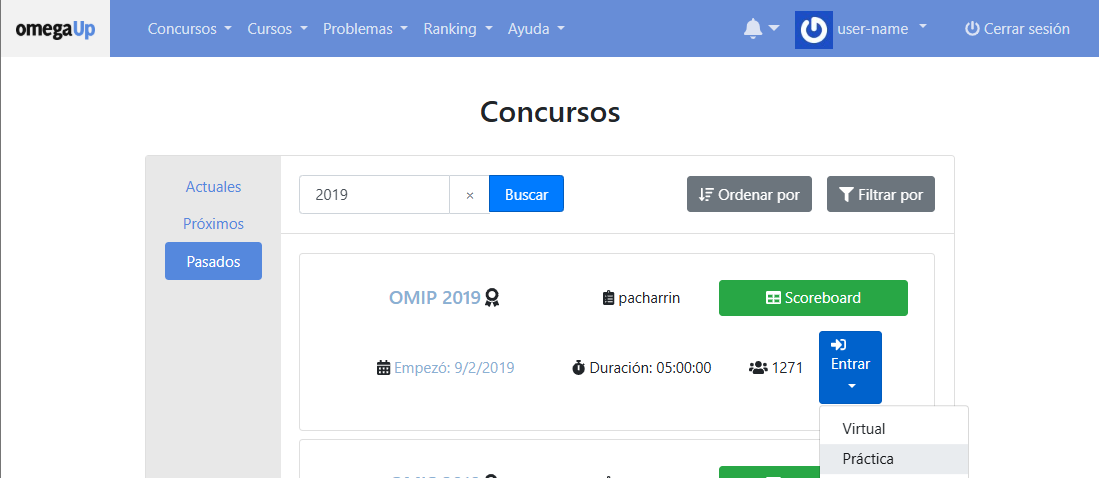 omegaUp Concursos Cursos Problemas Ranking Ayuda user-name Cerrar sesión
Concursos
Actuales
Próximos
Pasados
2019 × Buscar Ordenar por Filtrar por
OMIP 2019 pacharrin Scoreboard
Empezó: 9/2/2019 Duración: 05:00:00 1271 Entrar
Virtual
Práctica